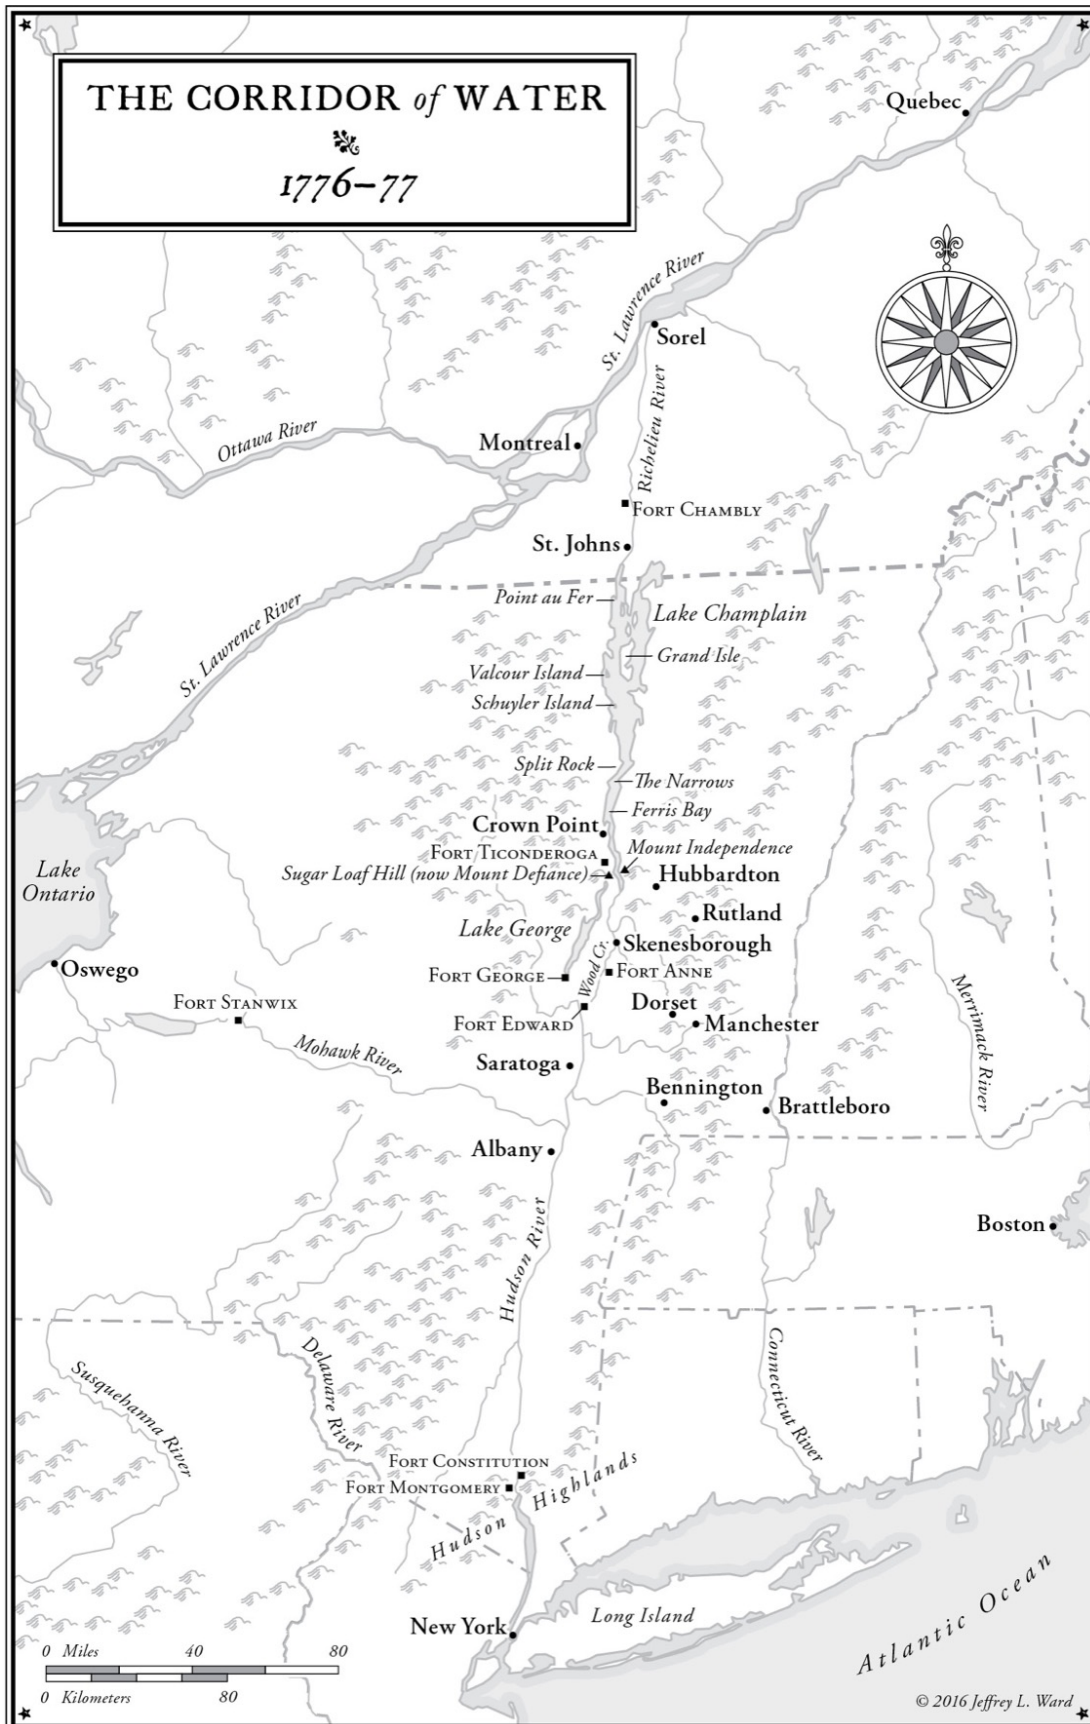 THE CORRIDOR of WATER
1776–77
Quebec
St. Lawrence River
Sorel
Richelieu River
Ottawa River
Montreal
FORT CHAMBLY
St. Johns
Point au Fer
Lake Champlain
St. Lawrence River
Grand Isle
Valcour Island
Schuyler Island
Split Rock
The Narrows
Ferris Bay
Crown Point
Mount Independence
FORT TICONDEROGA
Sugar Loaf Hill (now Mount Defiance)
Hubbardton
Lake
Ontario
Rutland
Lake George
Skenesborough
Oswego
FORT GEORGE
Wood Cr.
FORT ANNE
FORT STANWIX
Dorset
FORT EDWARD
Manchester
Merrimack River
Mohawk River
Saratoga
Bennington
Brattleboro
Albany
Boston
Hudson River
Delaware River
Connecticut River
Susquehanna River
FORT CONSTITUTION
FORT MONTGOMERY
Hudson Highlands
New York
Long Island
Atlantic Ocean
0 Miles 40 80
0 Kilometers 80
© 2016 Jeffrey L. Ward